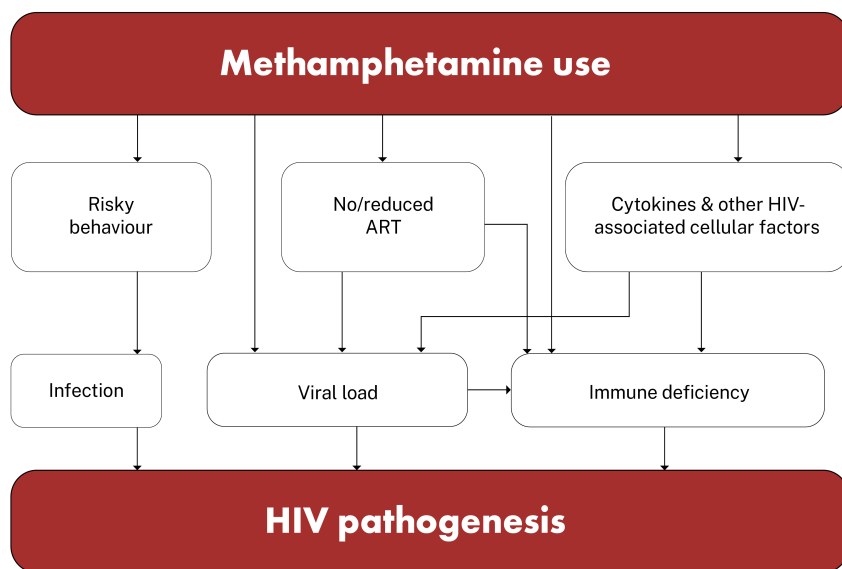 Methamphetamine use
Risky
behaviour
No/reduced
ART
Cytokines & other HIV-
associated cellular factors
Infection
Viral load
Immune deficiency
HIV pathogenesis